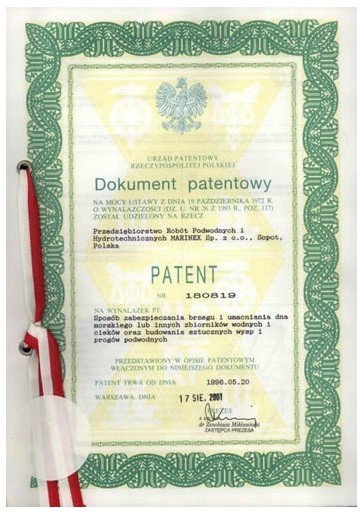 URZĄD PATENTOWY
RZECZYPOSPOLITEJ POLSKIEJ
Dokument patentowy
NA MOCY USTAWY Z DNIA 19 PAŹDZIERNIKA 1972 R.
O WYNALAZCZOŚCI (DZ. U. NR 26 Z 1993 R., POZ. 117)
ZOSTAŁ UDZIELONY NA RZECZ
Przedsiębiorstwo Robót Podwodnych i
Hydrotechnicznych MARINEX Sp. z o.o., Sopot,
Polska
PATENT
NR 180819
NA WYNALAZEK PT.
Sposób zabezpieczania brzegu i umacniania dna
morskiego lub innych zbiorników wodnych i
cieków oraz budowania sztucznych wysp i
progów podwodnych
PRZEDSTAWIONY W OPISIE PATENTOWYM
WŁĄCZONYM DO NINIEJSZEGO DOKUMENTU
PATENT TRWA OD DNIA 1996.05.20
WARSZAWA, DNIA 17 SIE. 2001
PREZES
dr Zenobiusz
ZASTĘPCA PREZESA